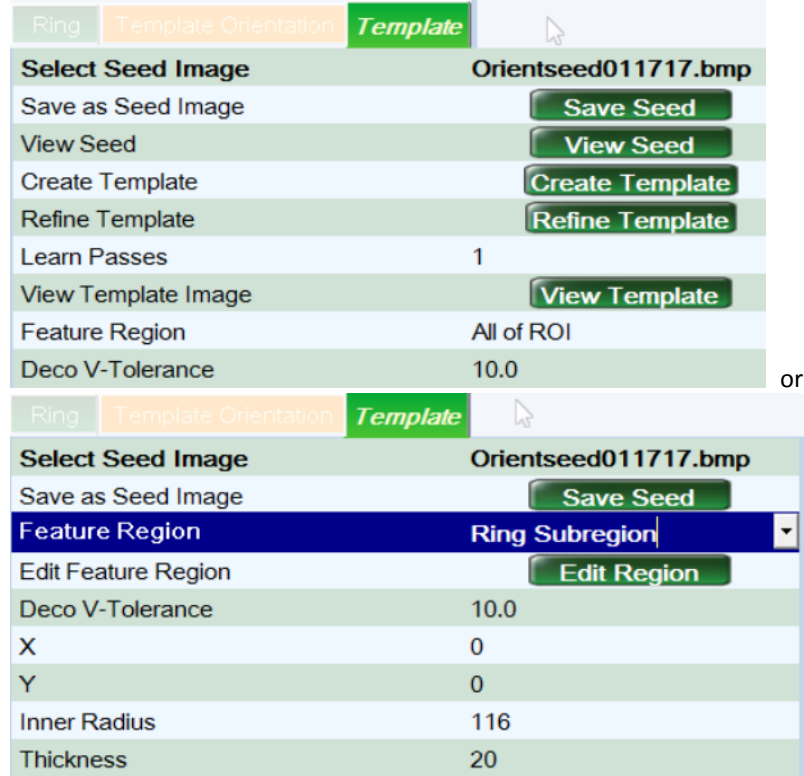 Ring Template Orientation Template
Select Seed Image Orientseed011717.bmp
Save as Seed Image Save Seed
View Seed View Seed
Create Template Create Template
Refine Template Refine Template
Learn Passes 1
View Template Image View Template
Feature Region All of ROI
Deco V-Tolerance 10.0
or
Ring Template Orientation Template
Select Seed Image Orientseed011717.bmp
Save as Seed Image Save Seed
Feature Region Ring Subregion
Edit Feature Region Edit Region
Deco V-Tolerance 10.0
X 0
Y 0
Inner Radius 116
Thickness 20